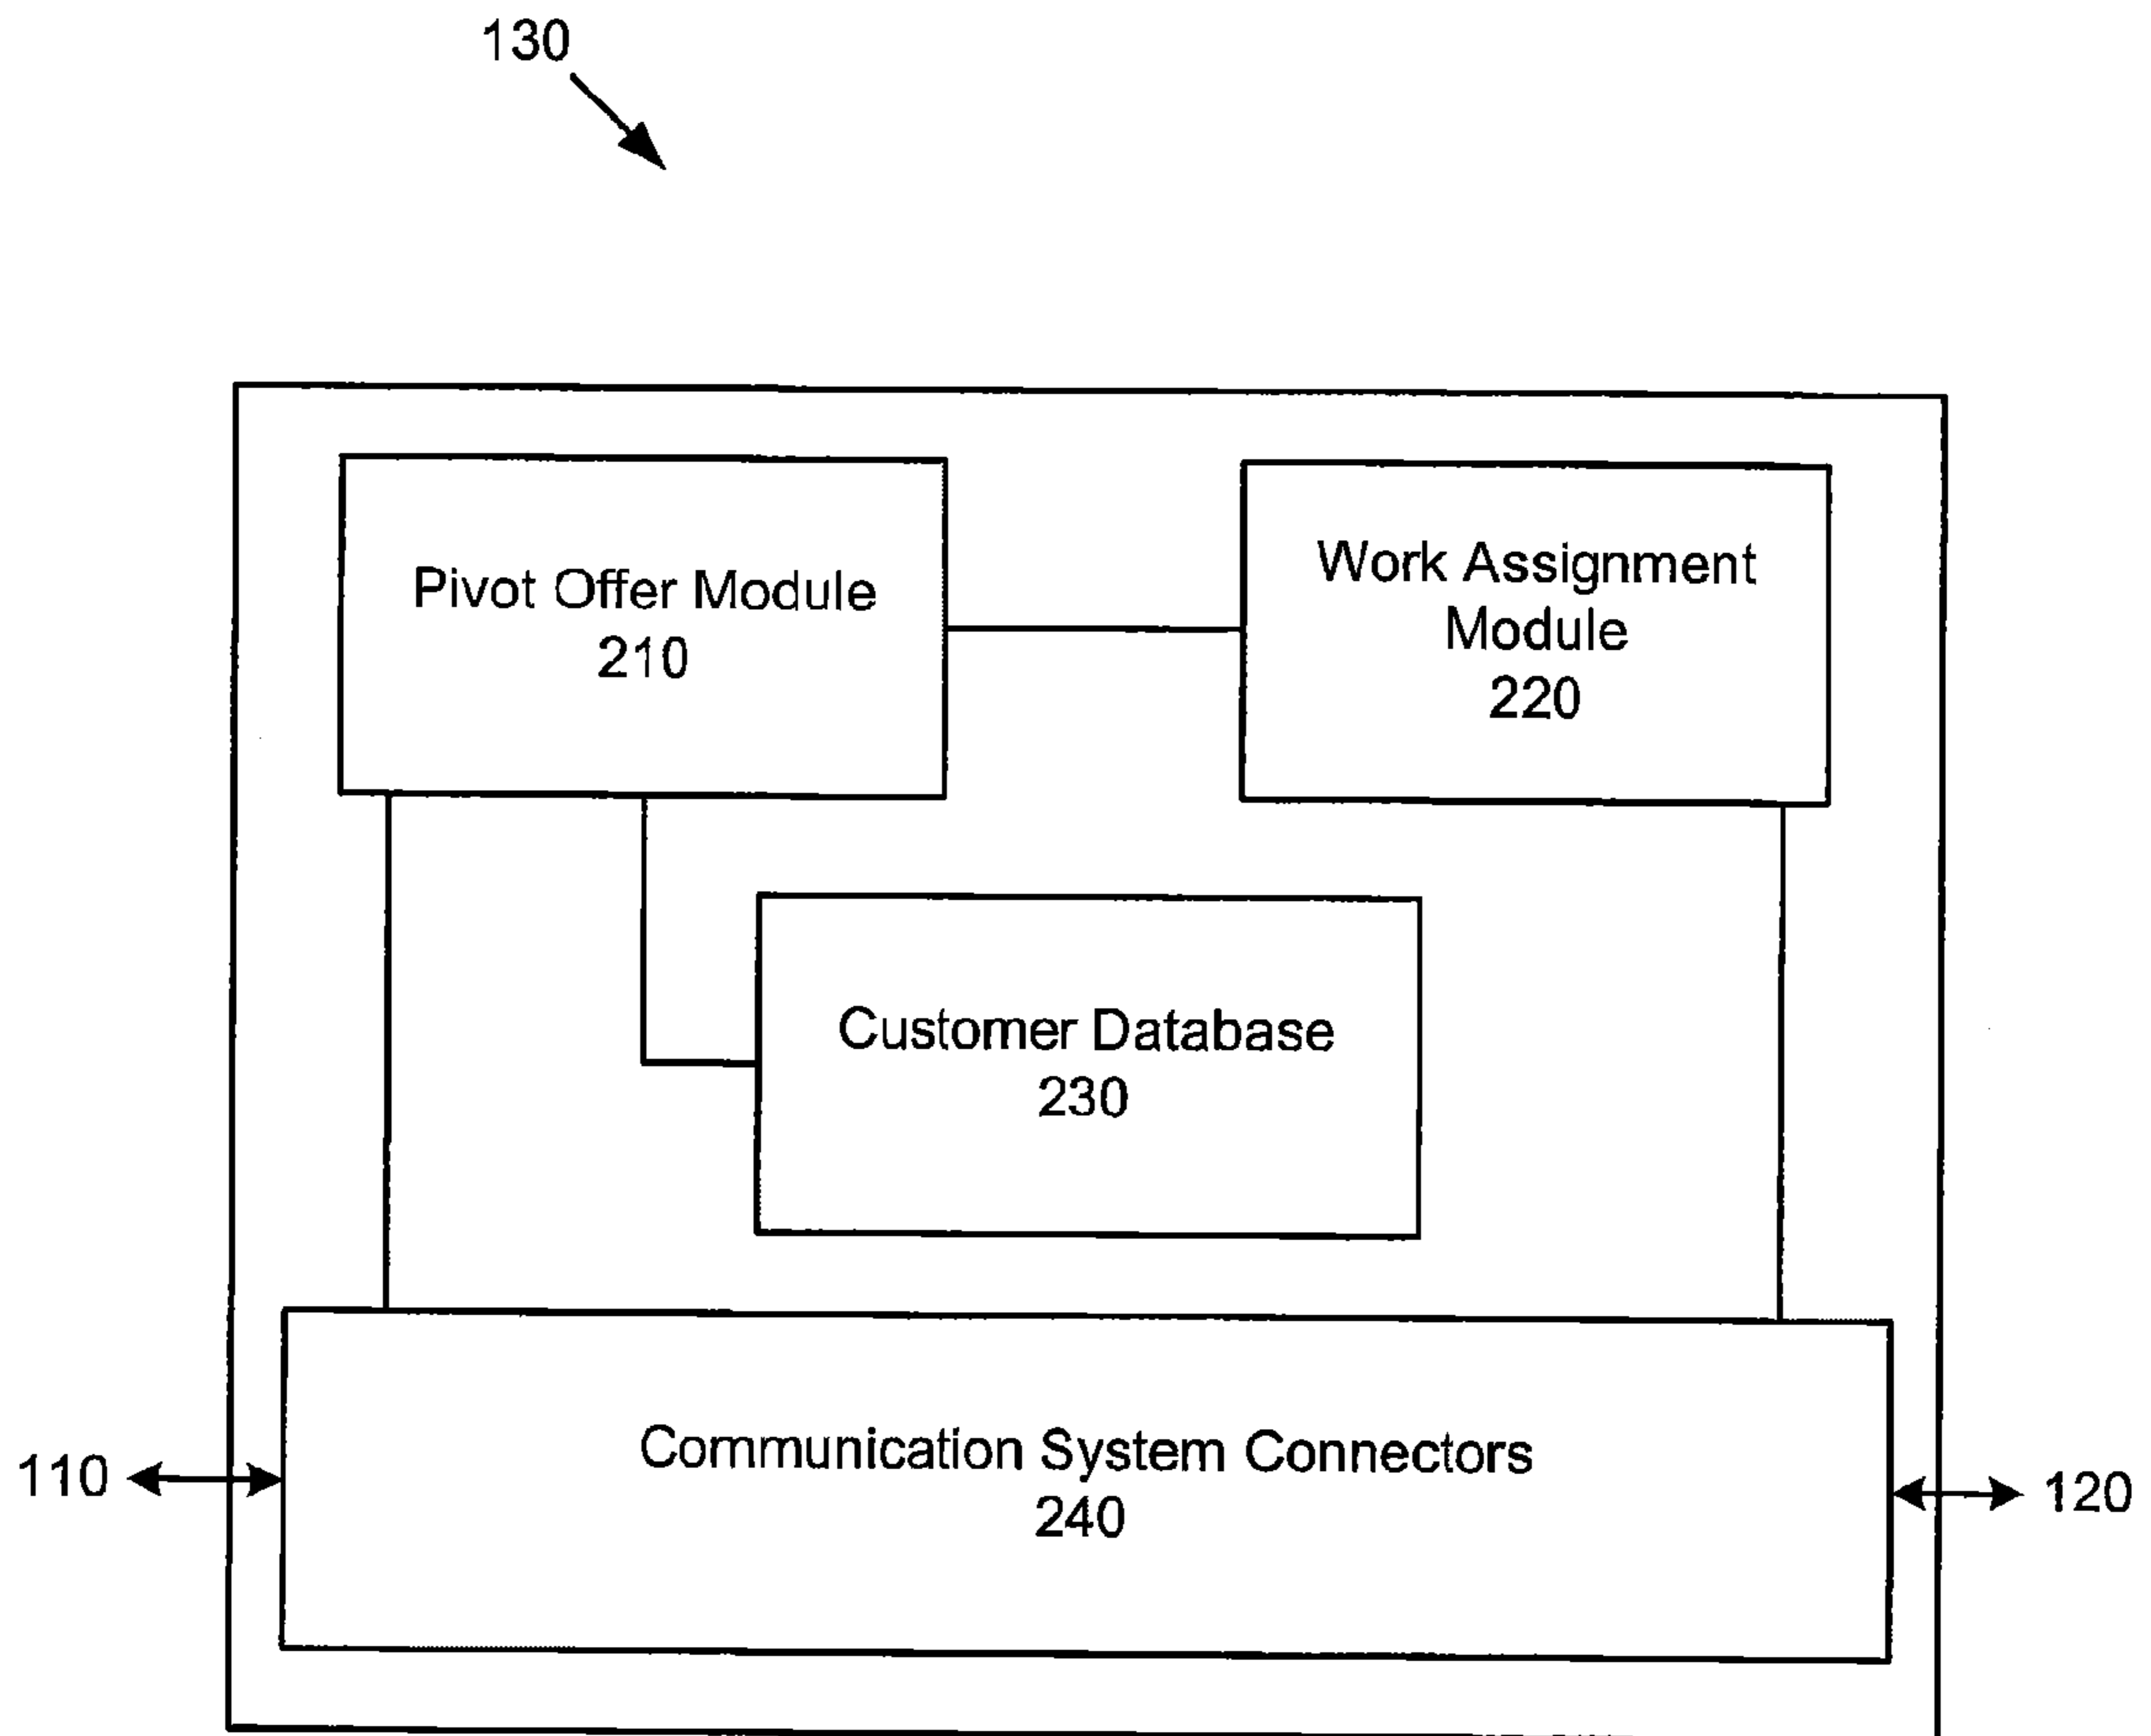 130
Pivot Offer Module
210
Work Assignment
Module
220
Customer Database
230
Communication System Connectors
240
110
120